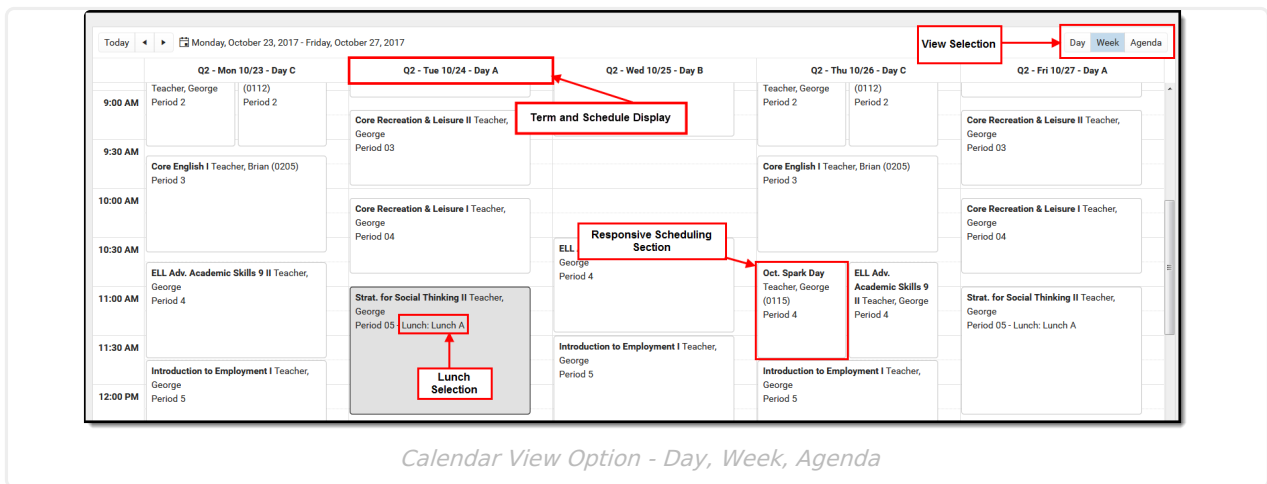 Today
Monday, October 23, 2017 - Friday, October 27, 2017
View Selection
Day Week Agenda
Q2 - Mon 10/23 - Day C
Q2 - Tue 10/24 - Day A
Q2 - Wed 10/25 - Day B
Q2 - Thu 10/26 - Day C
Q2 - Fri 10/27 - Day A
9:00 AM
9:30 AM
10:00 AM
10:30 AM
11:00 AM
11:30 AM
12:00 PM
Teacher, George
Period 2
(0112)
Period 2
Core English I Teacher, Brian (0205)
Period 3
ELL Adv. Academic Skills 9 II Teacher,
George
Period 4
Introduction to Employment I Teacher,
George
Period 5
Core Recreation & Leisure II Teacher,
George
Period 03
Core Recreation & Leisure I Teacher,
George
Period 04
Strat. for Social Thinking II Teacher,
George
Period 05 - Lunch: Lunch A
Lunch
Selection
Term and Schedule Display
Responsive Scheduling
Section
ELL
George
Period 4
Introduction to Employment I Teacher,
George
Period 5
Teacher, George
Period 2
(0112)
Period 2
Core English I Teacher, Brian (0205)
Period 3
Oct. Spark Day
Teacher, George
(0115)
Period 4
ELL Adv.
Academic Skills 9
II Teacher, George
Period 4
Introduction to Employment I Teacher,
George
Period 5
Core Recreation & Leisure II Teacher,
George
Period 03
Core Recreation & Leisure I Teacher,
George
Period 04
Strat. for Social Thinking II Teacher,
George
Period 05 - Lunch: Lunch A
Calendar View Option - Day, Week, Agenda